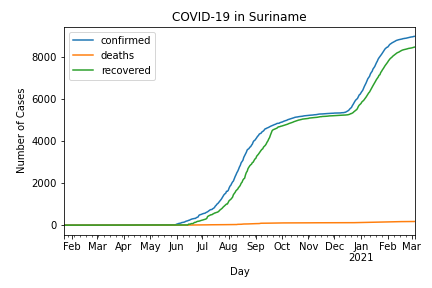 COVID-19 in Suriname
confirmed
deaths
recovered
Number of Cases
8000
6000
4000
2000
0
Feb Mar Apr May Jun Jul Aug Sep Oct Nov Dec Jan Feb Mar
2021
Day